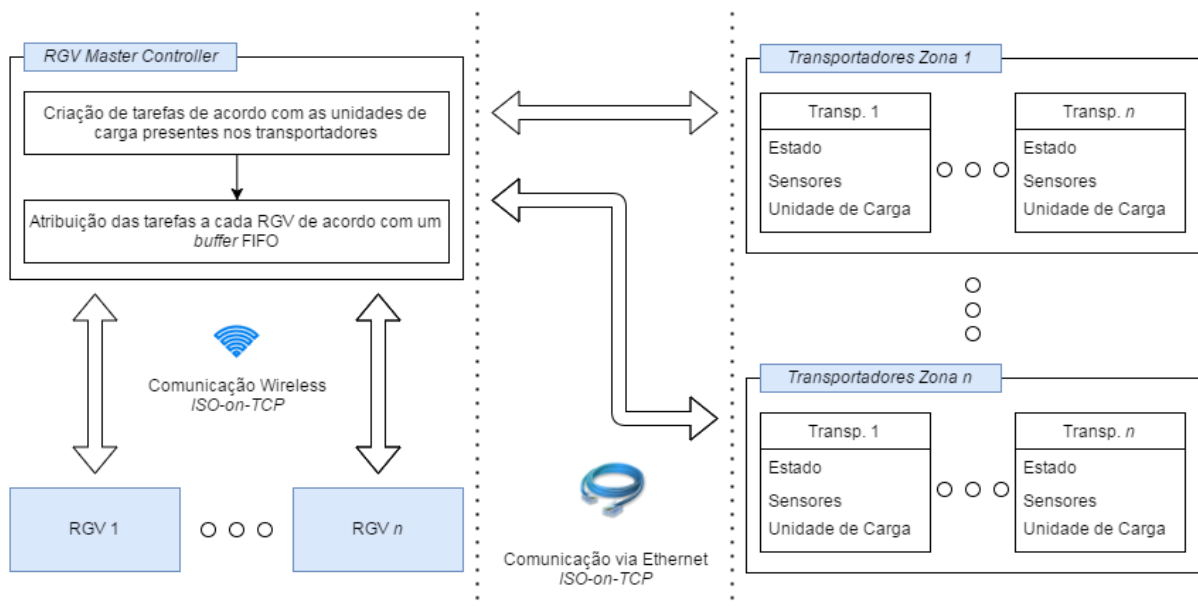 RGV Master Controller
Criação de tarefas de acordo com as unidades de
carga presentes nos transportadores
Atribuição das tarefas a cada RGV de acordo com um
buffer FIFO
Comunicação Wireless
ISO-on-TCP
RGV 1
RGV n
Comunicação via Ethernet
ISO-on-TCP
Transportadores Zona 1
Transp. 1
Estado
Sensores
Unidade de Carga
Transp. n
Estado
Sensores
Unidade de Carga
Transportadores Zona n
Transp. 1
Estado
Sensores
Unidade de Carga
Transp. n
Estado
Sensores
Unidade de Carga